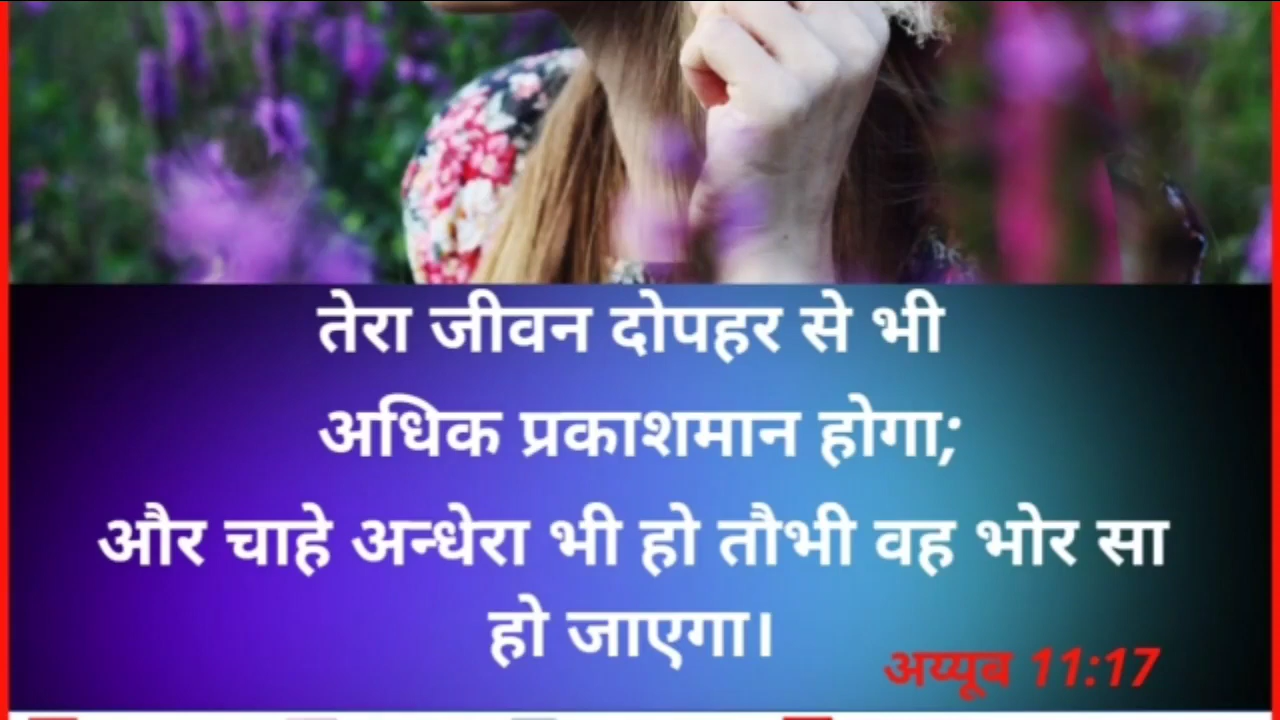 तेरा जीवन दोपहर से भी
अधिक प्रकाशमान होगा;
और चाहे अन्धेरा भी हो तौभी वह भोर सा
हो जाएगा।
अय्यूब 11:17